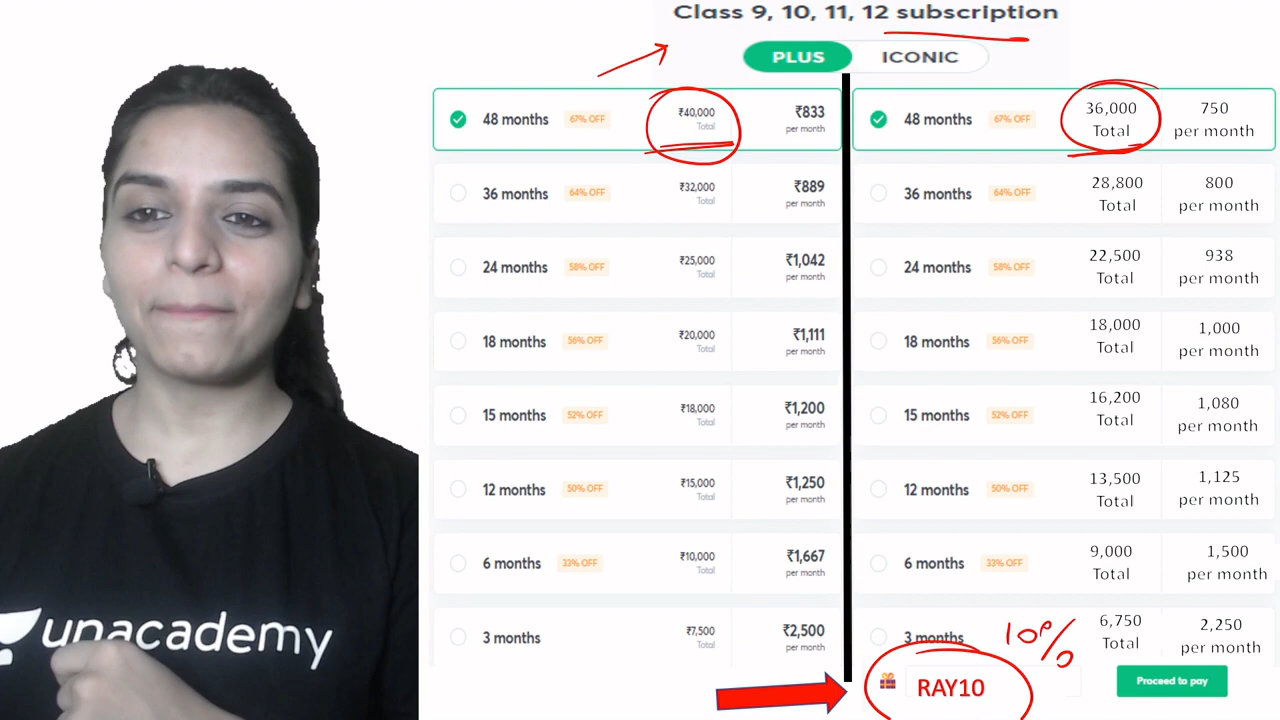 Class 9, 10, 11, 12 subscription
PLUS ICONIC
48 months 67% OFF ₹40,000 Total ₹833 per month
36 months 64% OFF ₹32,000 Total ₹889 per month
24 months 58% OFF ₹25,000 Total ₹1,042 per month
18 months 56% OFF ₹20,000 Total ₹1,111 per month
15 months 52% OFF ₹18,000 Total ₹1,200 per month
12 months 50% OFF ₹15,000 Total ₹1,250 per month
6 months 33% OFF ₹10,000 Total ₹1,667 per month
3 months ₹7,500 Total ₹2,500 per month
48 months 67% OFF 36,000 Total 750 per month
36 months 64% OFF 28,800 Total 800 per month
24 months 58% OFF 22,500 Total 938 per month
18 months 56% OFF 18,000 Total 1,000 per month
15 months 52% OFF 16,200 Total 1,080 per month
12 months 50% OFF 13,500 Total 1,125 per month
6 months 33% OFF 9,000 Total 1,500 per month
3 months 6,750 Total 2,250 per month
10%
RAY10 Proceed to pay
unacademy